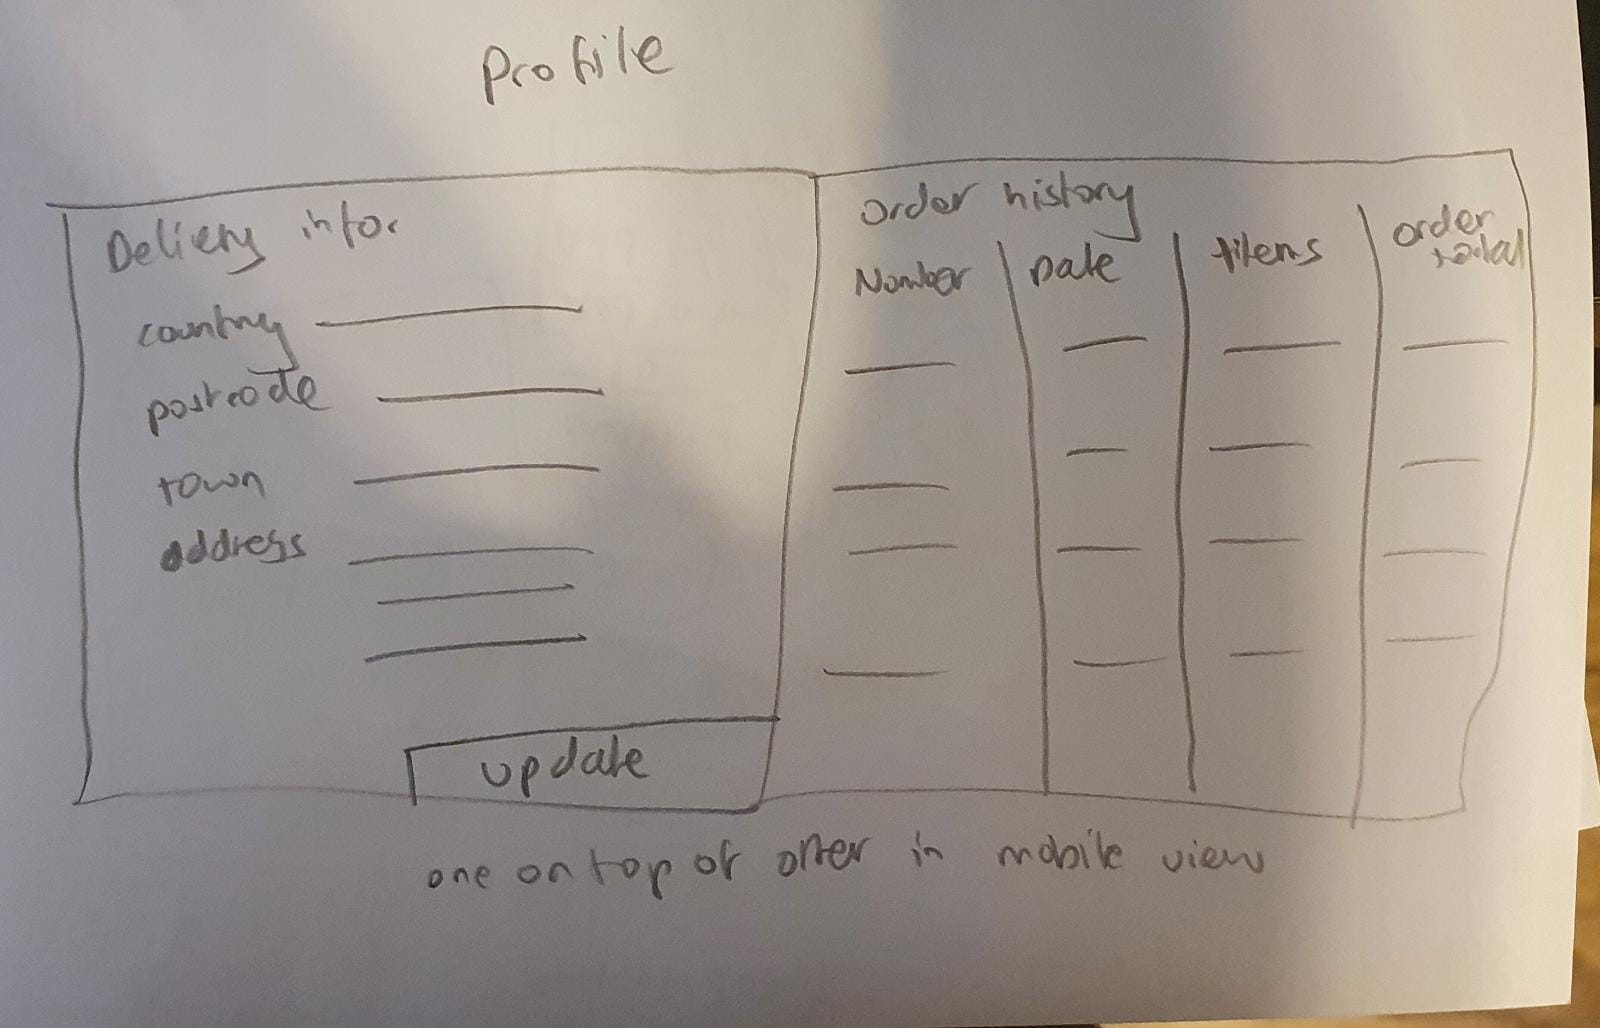 Profile
Delivery info.
country
postcode
town
address
update
Order history
Number
Date
items
order
total
one on top of other in mobile view